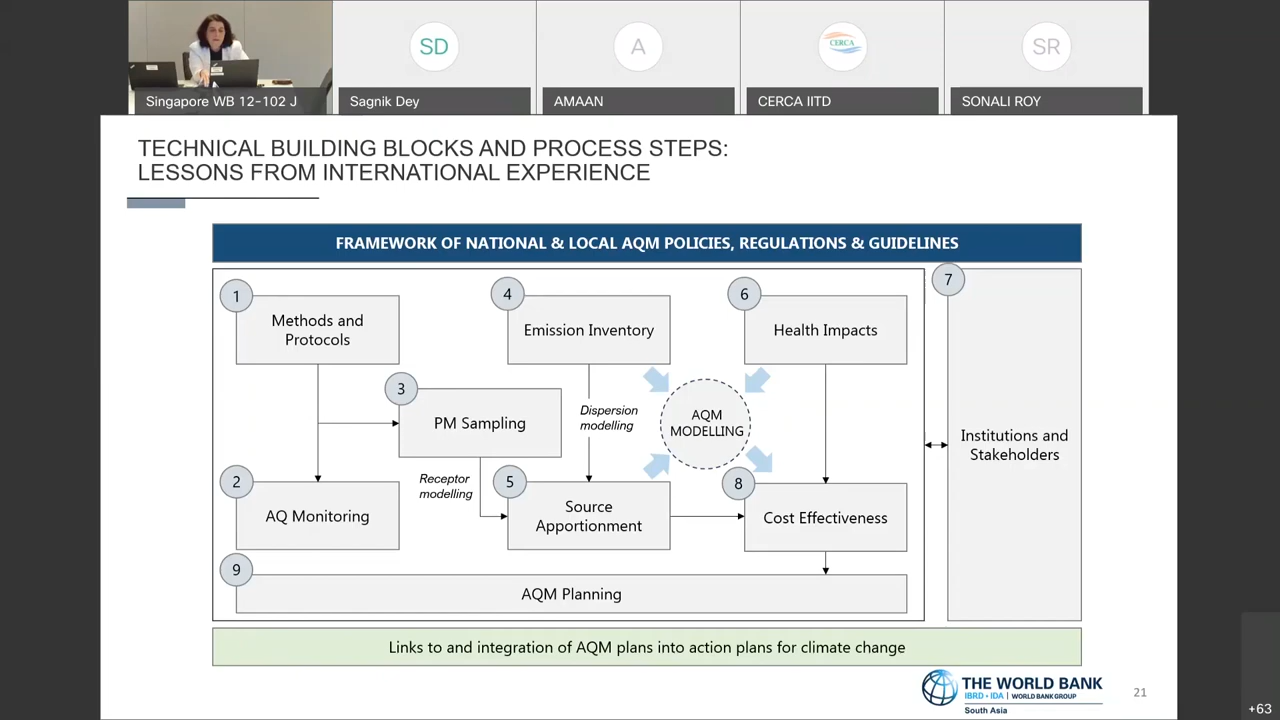 SD
A
CERCA
SR
Singapore WB 12-102 J
Sagnik Dey
AMAAN
CERCA IITD
SONALI ROY
TECHNICAL BUILDING BLOCKS AND PROCESS STEPS:
LESSONS FROM INTERNATIONAL EXPERIENCE
FRAMEWORK OF NATIONAL & LOCAL AQM POLICIES, REGULATIONS & GUIDELINES
1
Methods and
Protocols
4
Emission Inventory
6
Health Impacts
7
Institutions and
Stakeholders
3
PM Sampling
Dispersion
modelling
AQM
MODELLING
Receptor
modelling
2
AQ Monitoring
5
Source
Apportionment
8
Cost Effectiveness
9
AQM Planning
Links to and integration of AQM plans into action plans for climate change
THE WORLD BANK
IBRD • IDA | WORLD BANK GROUP
South Asia
21
+63